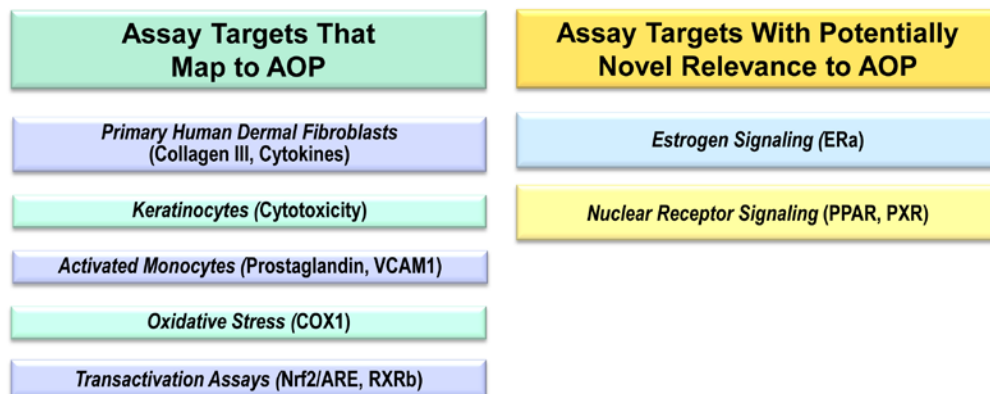 Assay Targets That
Map to AOP
Primary Human Dermal Fibroblasts
(Collagen III, Cytokines)
Keratinocytes (Cytotoxicity)
Activated Monocytes (Prostaglandin, VCAM1)
Oxidative Stress (COX1)
Transactivation Assays (Nrf2/ARE, RXRb)
Assay Targets With Potentially
Novel Relevance to AOP
Estrogen Signaling (ERa)
Nuclear Receptor Signaling (PPAR, PXR)